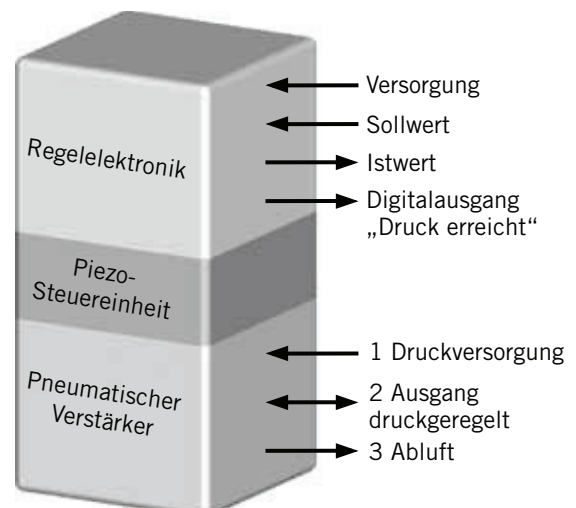 Regelelektronik
Piezo-
Steuereinheit
Pneumatischer
Verstärker
Versorgung
Sollwert
Istwert
Digitalausgang
„Druck erreicht“
1 Druckversorgung
2 Ausgang
druckgeregelt
3 Abluft